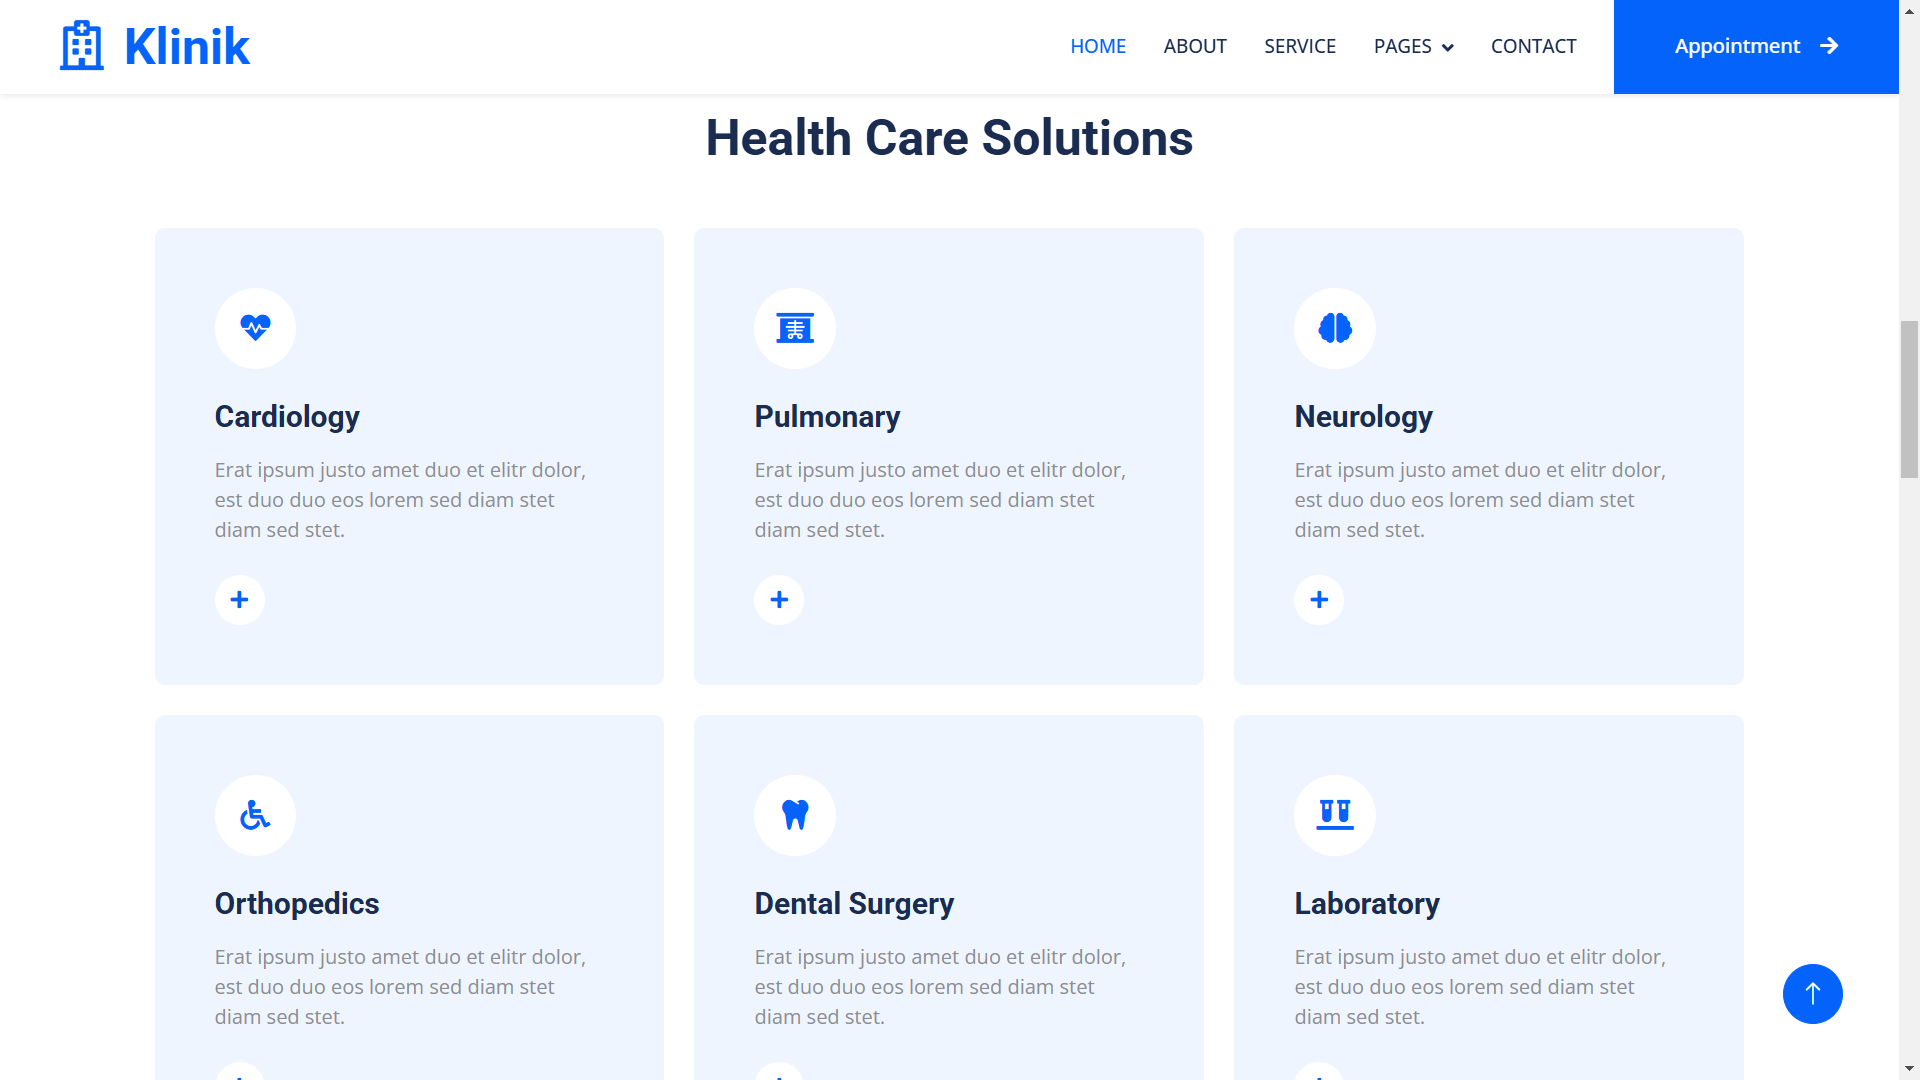 Klinik
HOME ABOUT SERVICE PAGES CONTACT Appointment
Health Care Solutions
Cardiology
Erat ipsum justo amet duo et elitr dolor,
est duo duo eos lorem sed diam stet
diam sed stet.
Pulmonary
Erat ipsum justo amet duo et elitr dolor,
est duo duo eos lorem sed diam stet
diam sed stet.
Neurology
Erat ipsum justo amet duo et elitr dolor,
est duo duo eos lorem sed diam stet
diam sed stet.
Orthopedics
Erat ipsum justo amet duo et elitr dolor,
est duo duo eos lorem sed diam stet
diam sed stet.
Dental Surgery
Erat ipsum justo amet duo et elitr dolor,
est duo duo eos lorem sed diam stet
diam sed stet.
Laboratory
Erat ipsum justo amet duo et elitr dolor,
est duo duo eos lorem sed diam stet
diam sed stet.